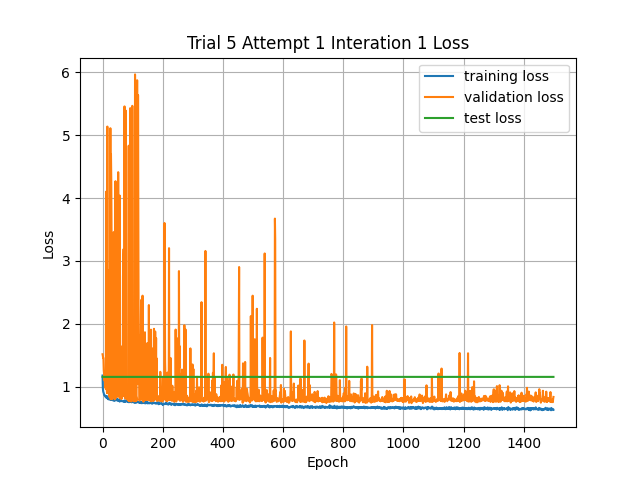 Trial 5 Attempt 1 Interation 1 Loss
training loss
validation loss
test loss
6
5
4
3
2
1
Loss
0 200 400 600 800 1000 1200 1400
Epoch